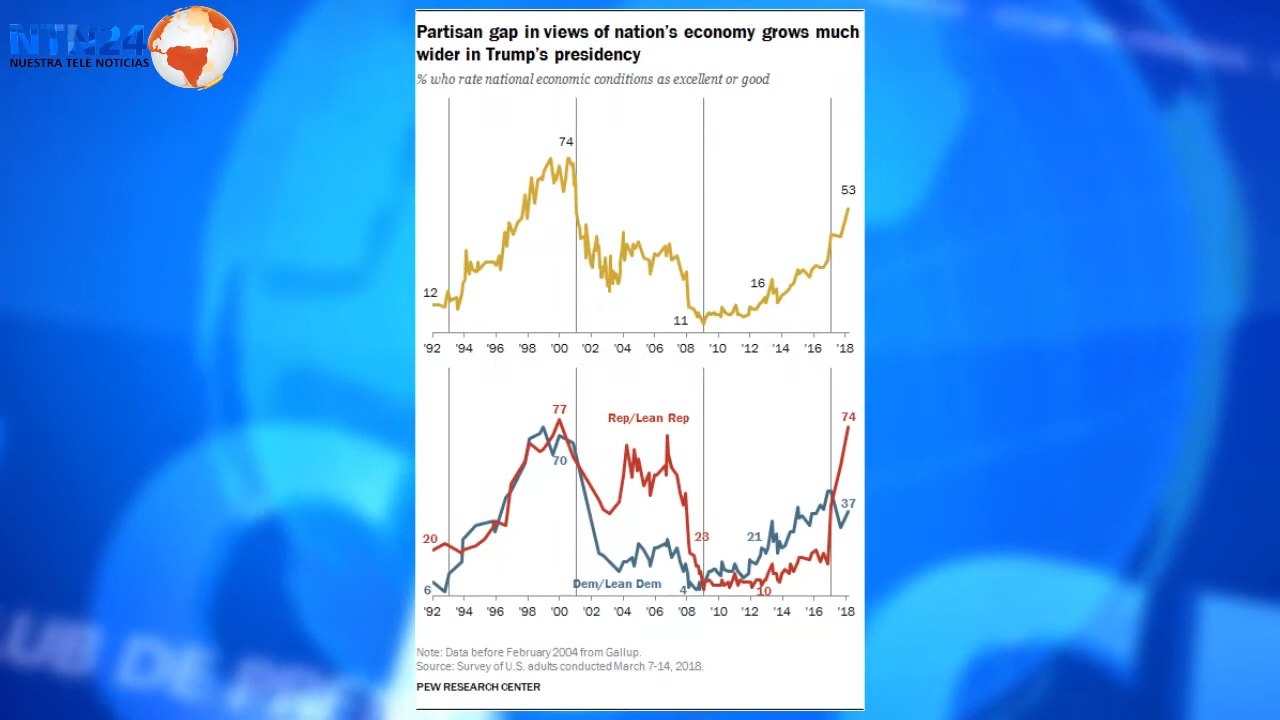 NTN24
NUESTRA TELE NOTICIAS
Partisan gap in views of nation's economy grows much
wider in Trump's presidency
% who rate national economic conditions as excellent or good
74
53
12
16
11
'92 '94 '96 '98 '00 '02 '04 '06 '08 '10 '12 '14 '16 '18
77
Rep/Lean Rep
74
70
37
20
23
21
Dem/Lean Dem
6
4
10
'92 '94 '96 '98 '00 '02 '04 '06 '08 '10 '12 '14 '16 '18
Note: Data before February 2004 from Gallup.
Source: Survey of U.S. adults conducted March 7-14, 2018.
PEW RESEARCH CENTER
UB DE